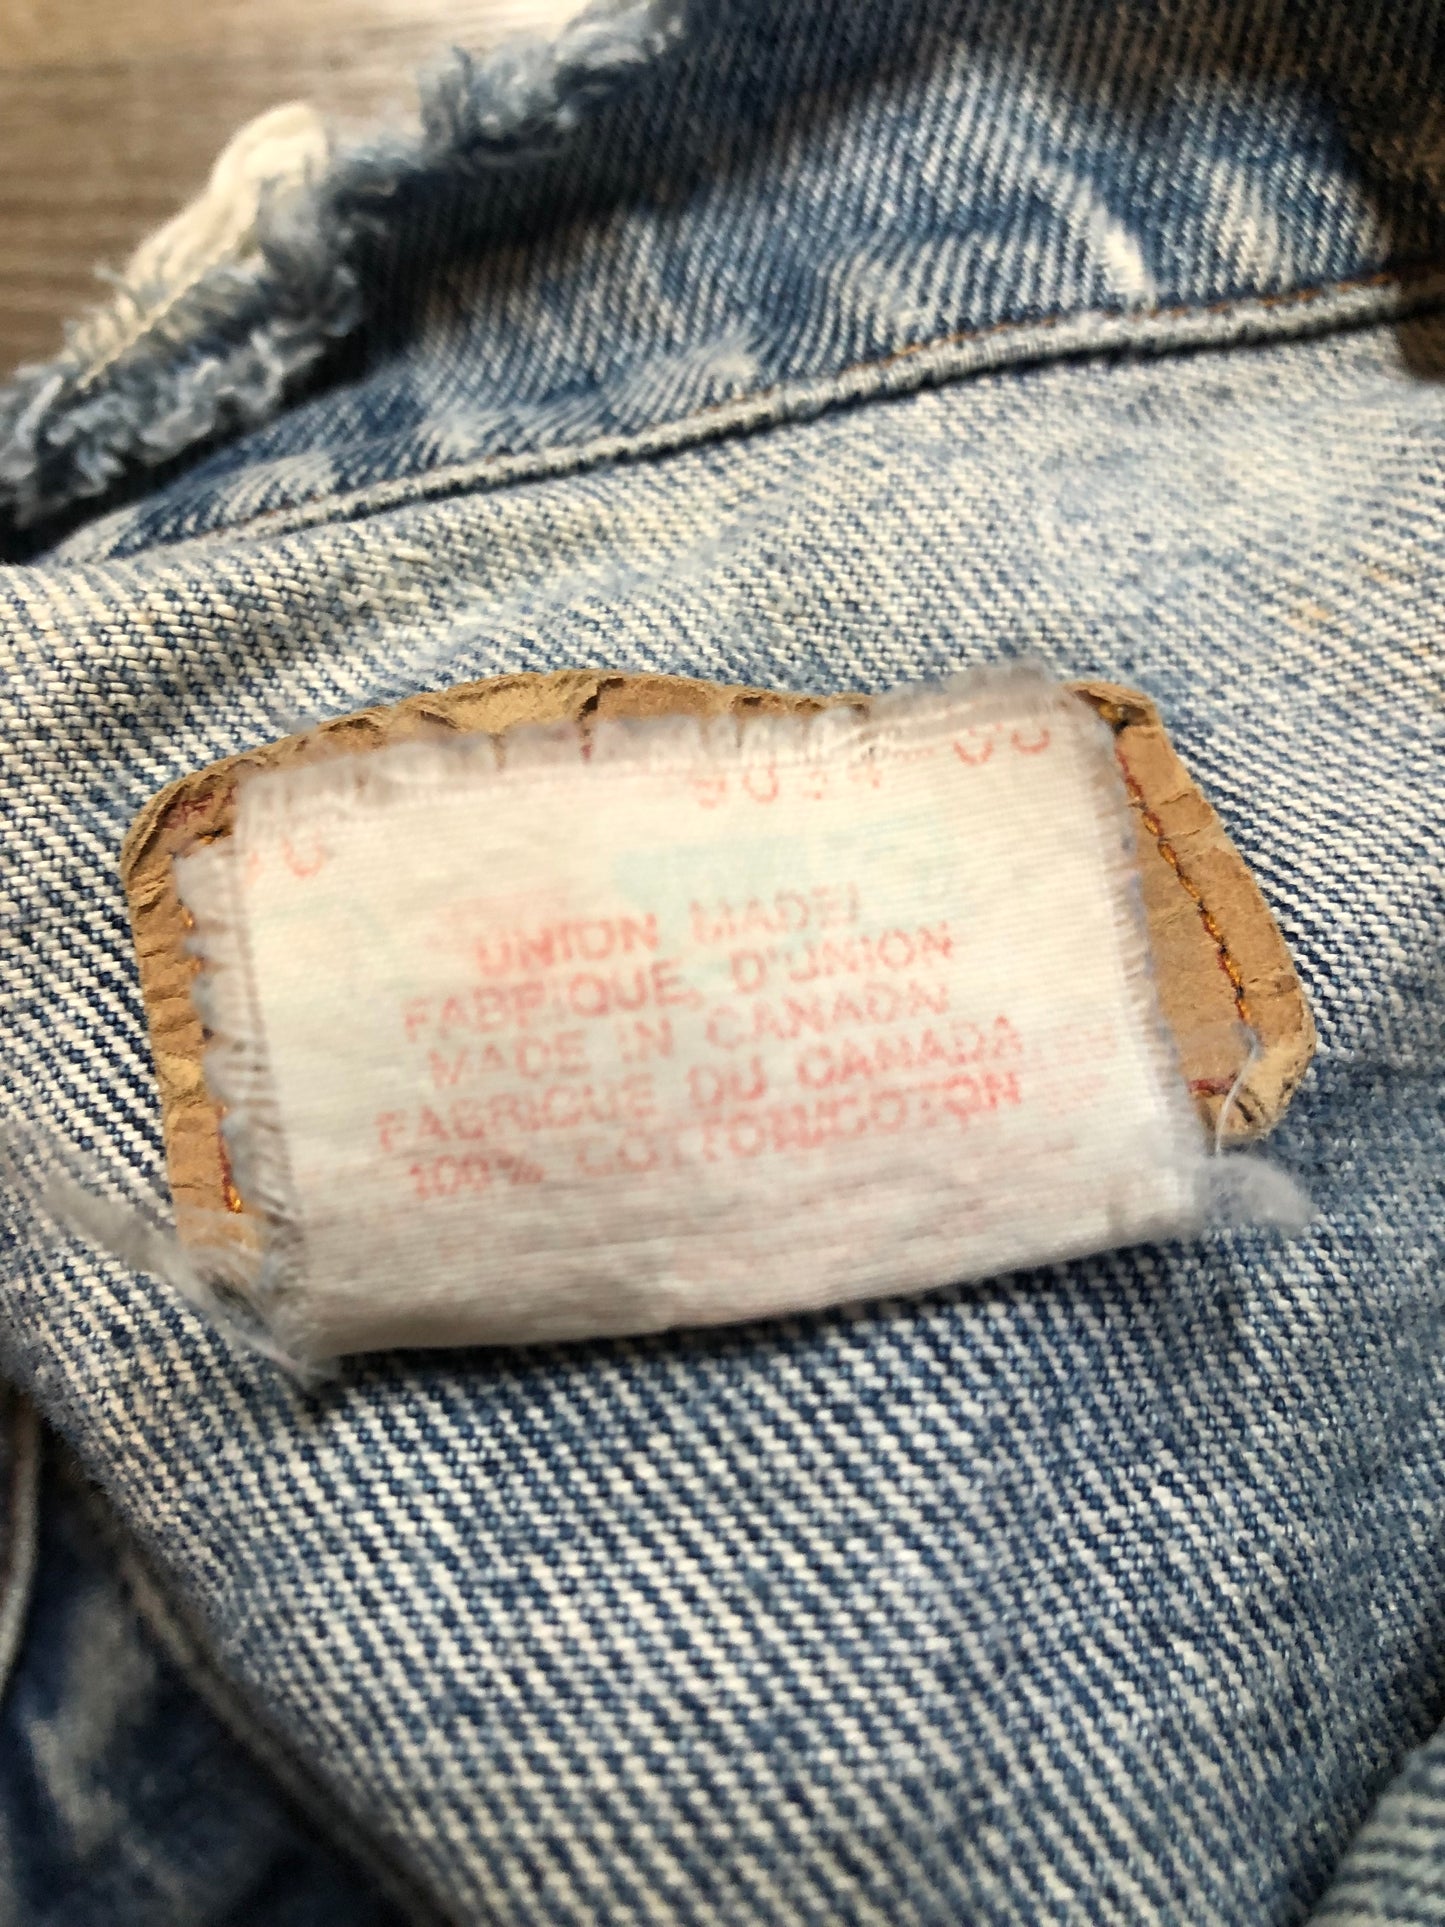 UNION MADE/
FABRIQUE D'UNION
MADE IN CANADA/
FABRIQUE DU CANADA
100% COTTON/COTON